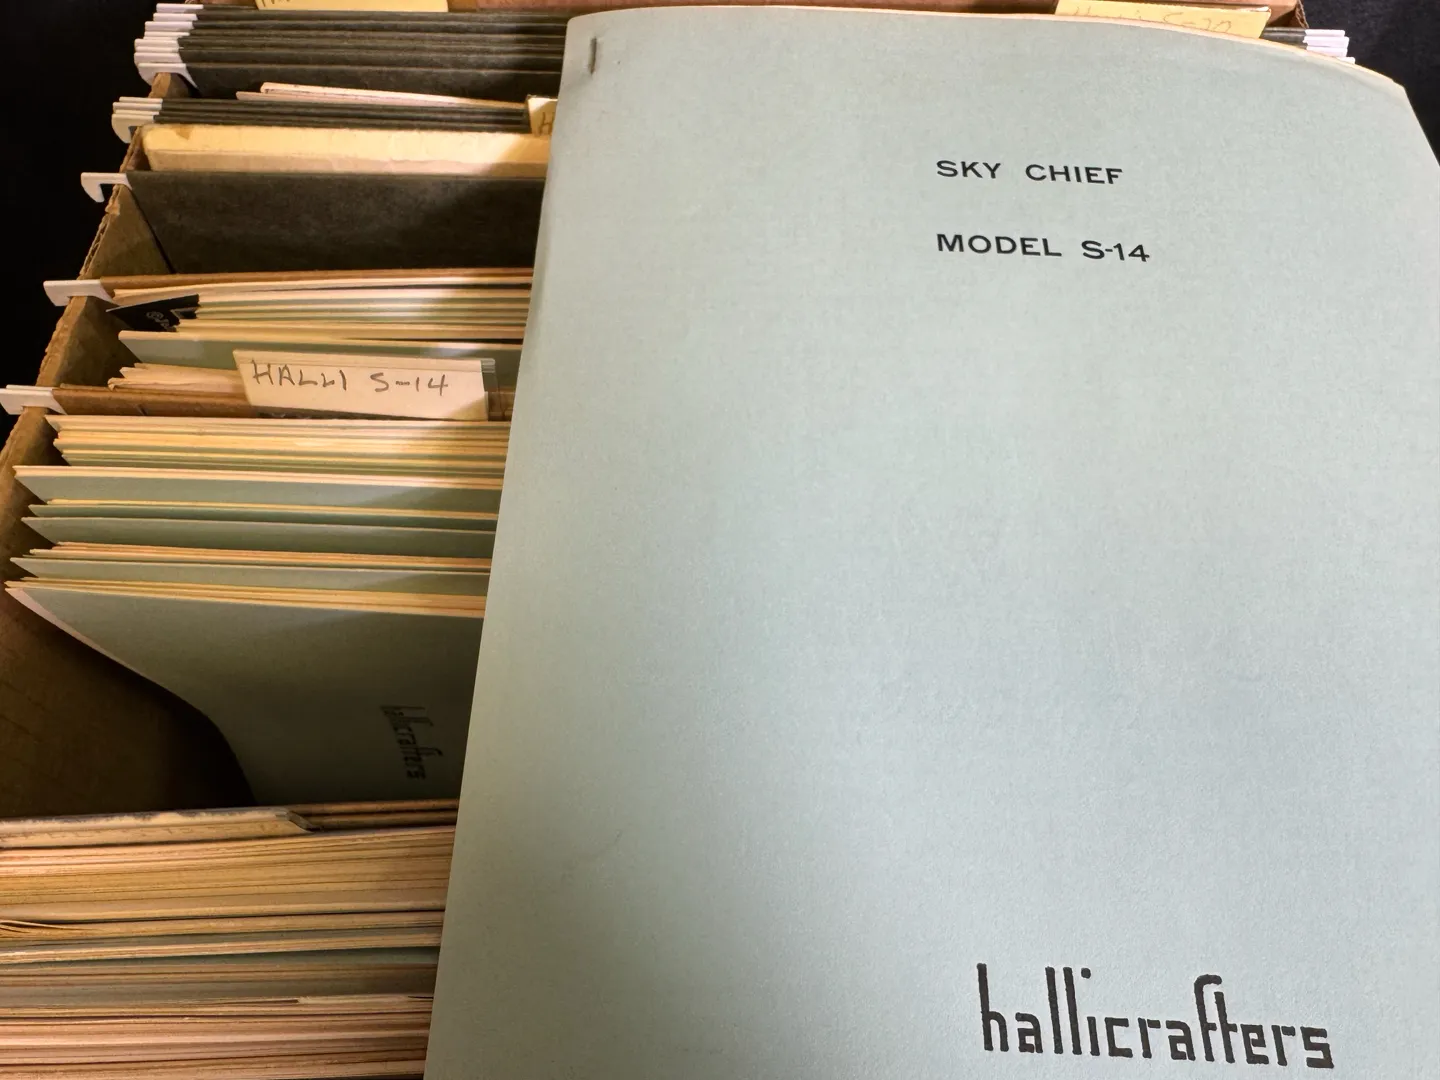 SKY CHIEF
MODEL S-14
HALLI S-14
hallicrafters
hallicrafters